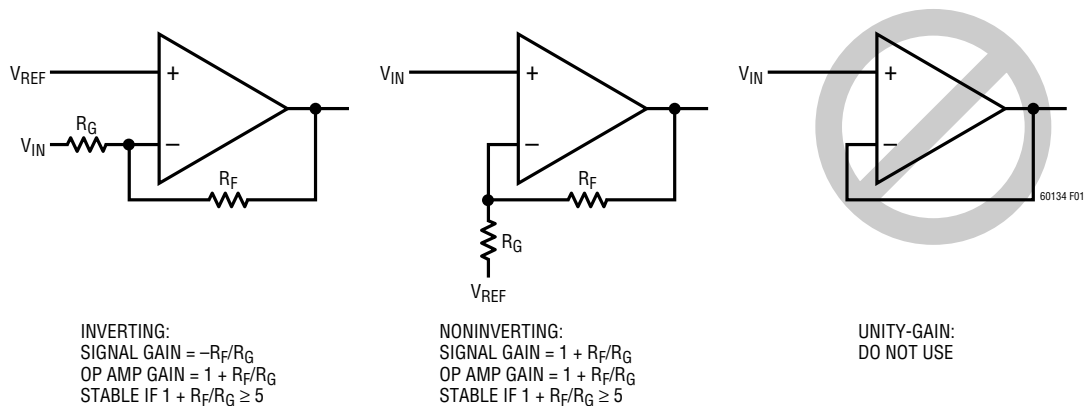 V_REF
+
R_G
V_IN
−
R_F
V_IN
+
−
R_F
R_G
V_REF
V_IN
+
−
60134 F01
INVERTING:
SIGNAL GAIN = –R_F/R_G
OP AMP GAIN = 1 + R_F/R_G
STABLE IF 1 + R_F/R_G ≥ 5
NONINVERTING:
SIGNAL GAIN = 1 + R_F/R_G
OP AMP GAIN = 1 + R_F/R_G
STABLE IF 1 + R_F/R_G ≥ 5
UNITY-GAIN:
DO NOT USE